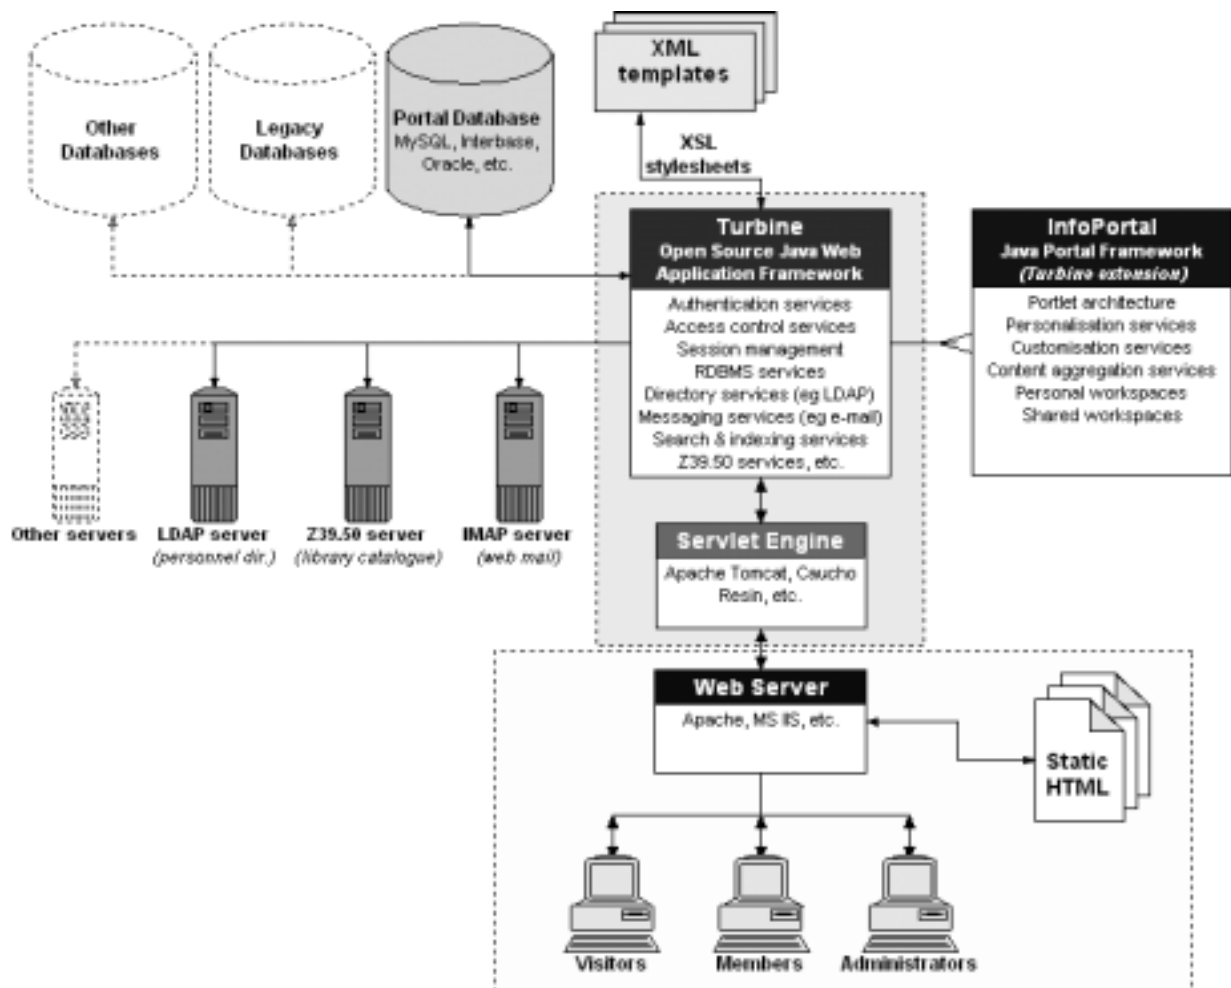 Other
Databases
Legacy
Databases
Portal Database
MySQL, Interbase,
Oracle, etc.
XML
templates
XSL
stylesheets
Turbine
Open Source Java Web
Application Framework
Authentication services
Access control services
Session management
RDBMS services
Directory services (eg LDAP)
Messaging services (eg e-mail)
Search & indexing services
Z39.50 services, etc.
InfoPortal
Java Portal Framework
(Turbine extension)
Portlet architecture
Personalisation services
Customisation services
Content aggregation services
Personal workspaces
Shared workspaces
Other servers
LDAP server
(personnel dir.)
Z39.50 server
(library catalogue)
IMAP server
(web mail)
Servlet Engine
Apache Tomcat, Caucho
Resin, etc.
Web Server
Apache, MS IIS, etc.
Static
HTML
Visitors
Members
Administrators